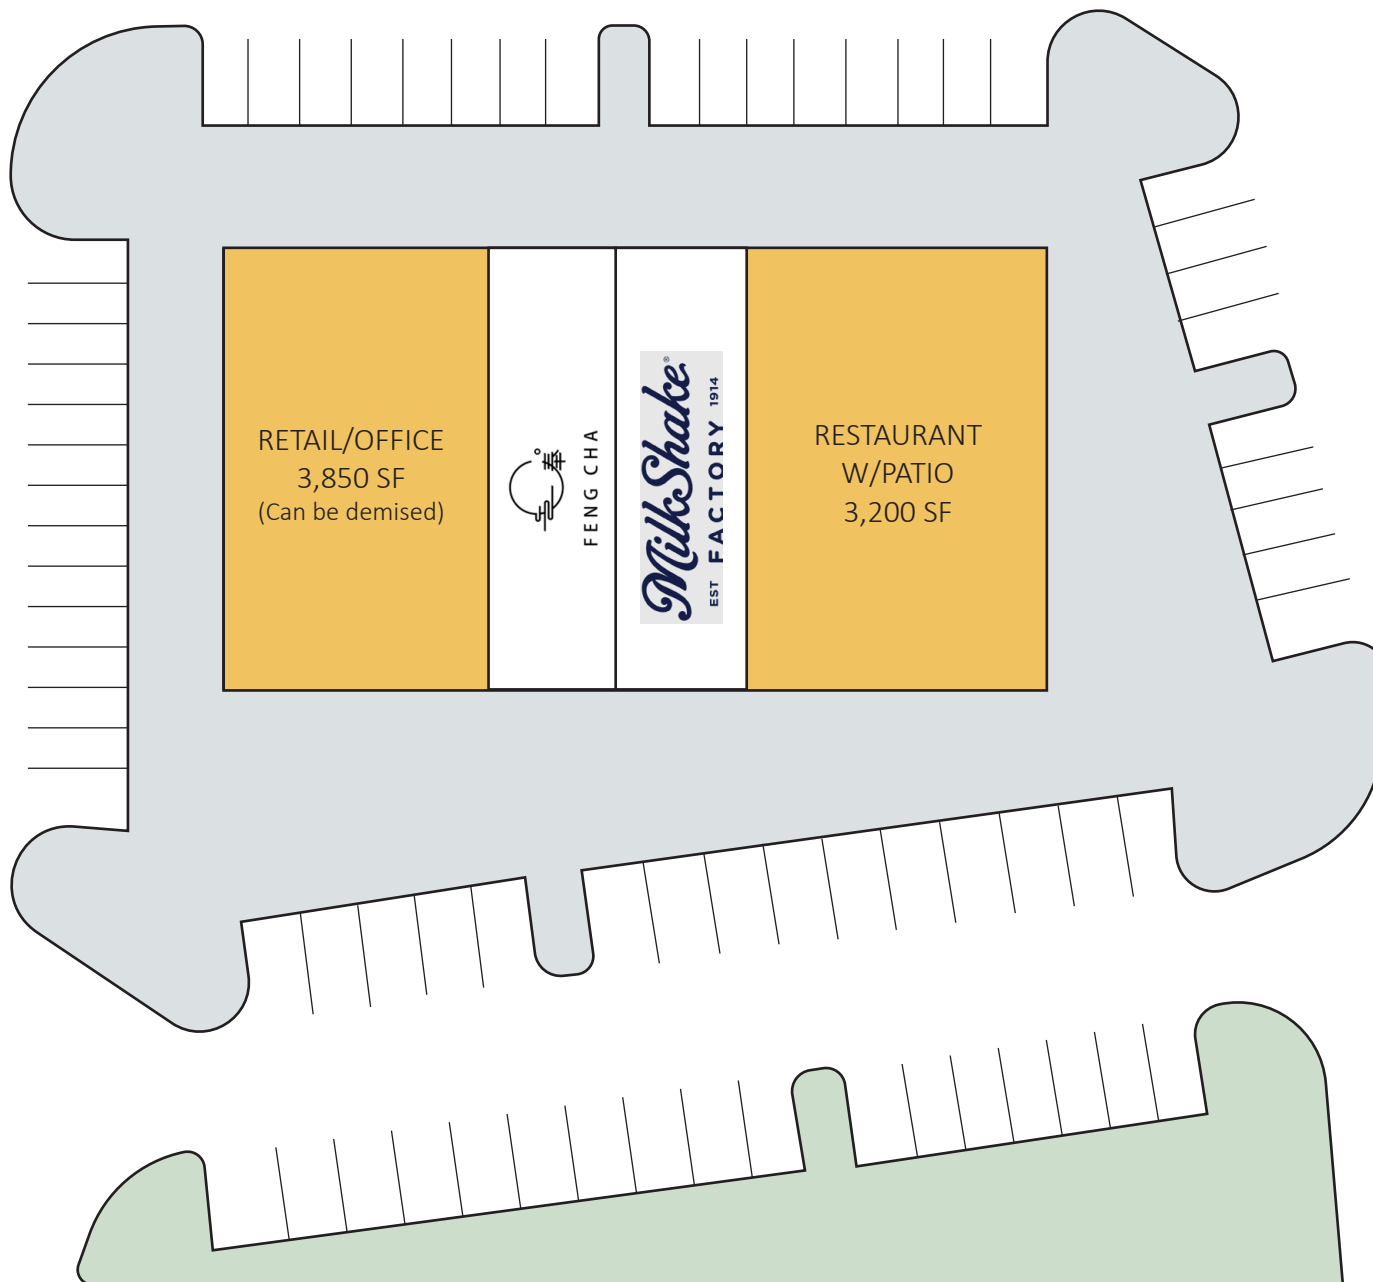 RETAIL/OFFICE
3,850 SF
(Can be demised)
春
FENG CHA
MilkShake®
EST FACTORY 1914
RESTAURANT
W/PATIO
3,200 SF